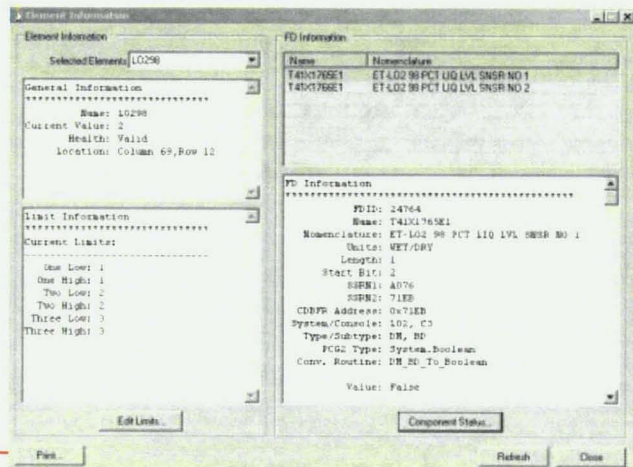 Element Information
Element Information
Selected Elements LO298
General Information
Name: LO298
Current Value: 2
Health: Valid
Location: Column 69,Row 12
Limit Information
Current Limits:
One Low: 1
One High: 1
Two Low: 2
Two High: 2
Three Low: 3
Three High: 3
Edit Limits...
Print...
FD Information
Name Nomenclature
T41X1765E1 ET-LO2 98 PCT LIQ LVL SNSR NO 1
T41X1766E1 ET-LO2 98 PCT LIQ LVL SNSR NO 2
FD Information
FDID: 24764
Name: T41X1765E1
Nomenclature: ET-LO2 98 PCT LIQ LVL SNSR NO 1
Units: WET/DRY
Length: 1
Start Bit: 2
SSRN1: A076
SSRN2: 71EB
CDBFR Address: 0x71EB
System/Console: LO2, C3
Type/Subtype: DM, BD
PCG2 Type: System.Boolean
Conv. Routine: DM_BD_To_Boolean
Value: False
Component Status...
Refresh
Close